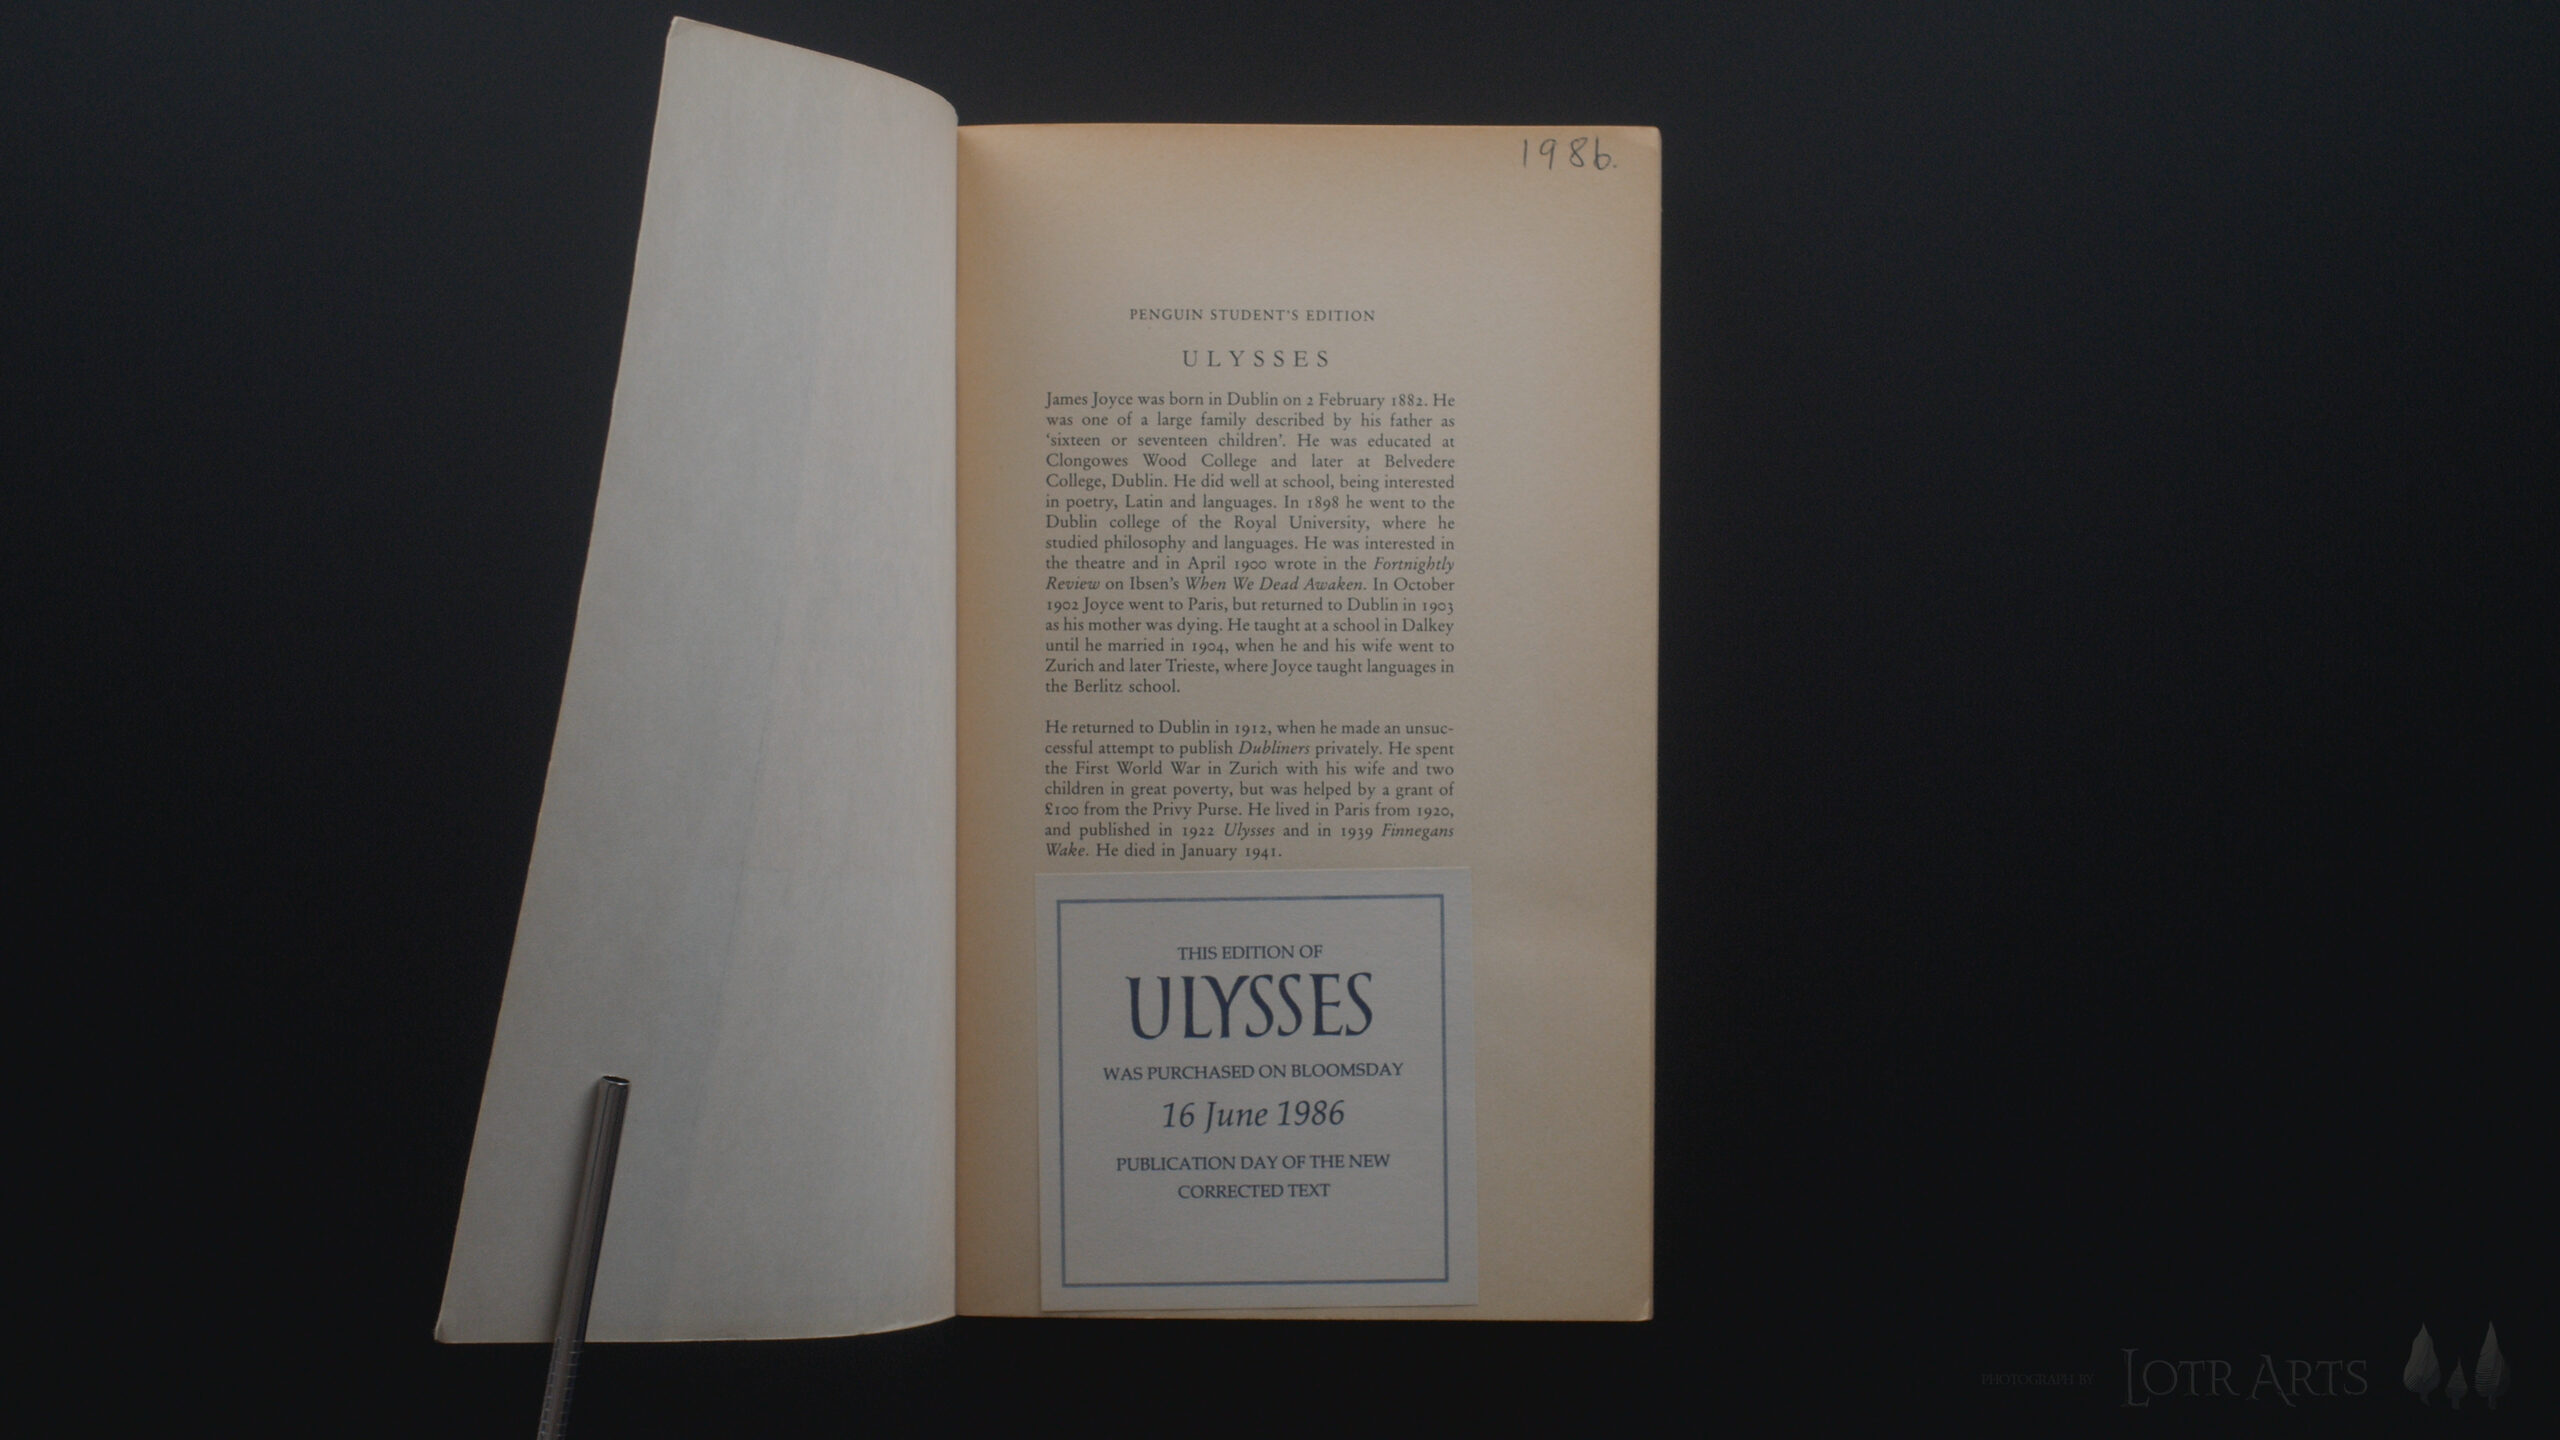 1986.
PENGUIN STUDENT'S EDITION
ULYSSES
James Joyce was born in Dublin on 2 February 1882. He
was one of a large family described by his father as
‘sixteen or seventeen children’. He was educated at
Clongowes Wood College and later at Belvedere
College, Dublin. He did well at school, being interested
in poetry, Latin and languages. In 1898 he went to the
Dublin college of the Royal University, where he
studied philosophy and languages. He was interested in
the theatre and in April 1900 wrote in the Fortnightly
Review on Ibsen's When We Dead Awaken. In October
1902 Joyce went to Paris, but returned to Dublin in 1903
as his mother was dying. He taught at a school in Dalkey
until he married in 1904, when he and his wife went to
Zurich and later Trieste, where Joyce taught languages in
the Berlitz school.
He returned to Dublin in 1912, when he made an unsuc-
cessful attempt to publish Dubliners privately. He spent
the First World War in Zurich with his wife and two
children in great poverty, but was helped by a grant of
£100 from the Privy Purse. He lived in Paris from 1920,
and published in 1922 Ulysses and in 1939 Finnegans
Wake. He died in January 1941.
THIS EDITION OF
ULYSSES
WAS PURCHASED ON BLOOMSDAY
16 June 1986
PUBLICATION DAY OF THE NEW
CORRECTED TEXT
PHOTOGRAPH BY LOTR ARTS